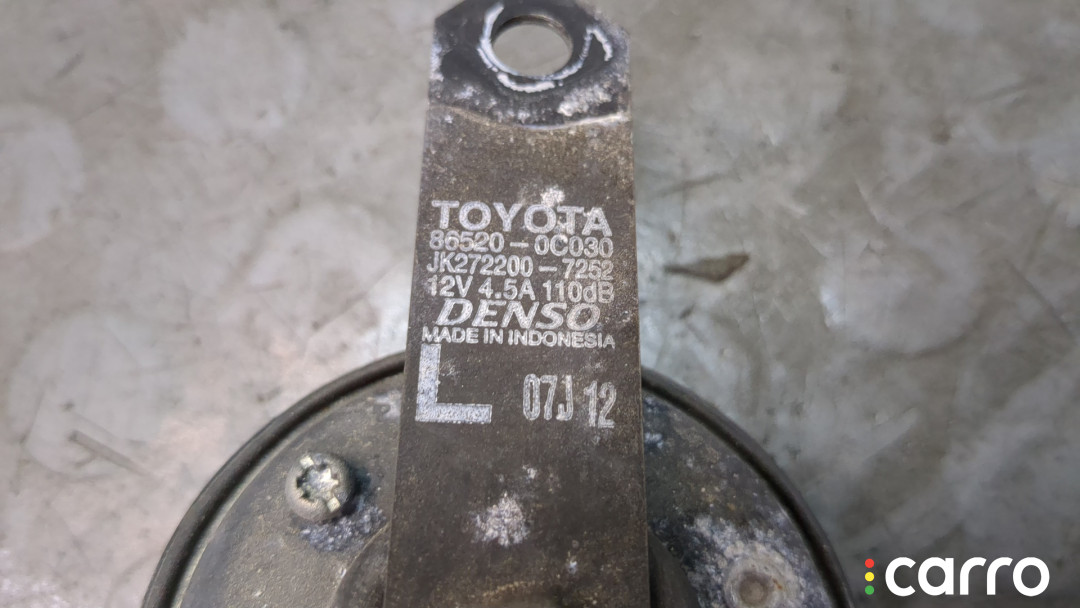 TOYOTA
86520-0C030
JK272200-7252
12V 4.5A 110dB
DENSO
MADE IN INDONESIA
L 07J 12
carro